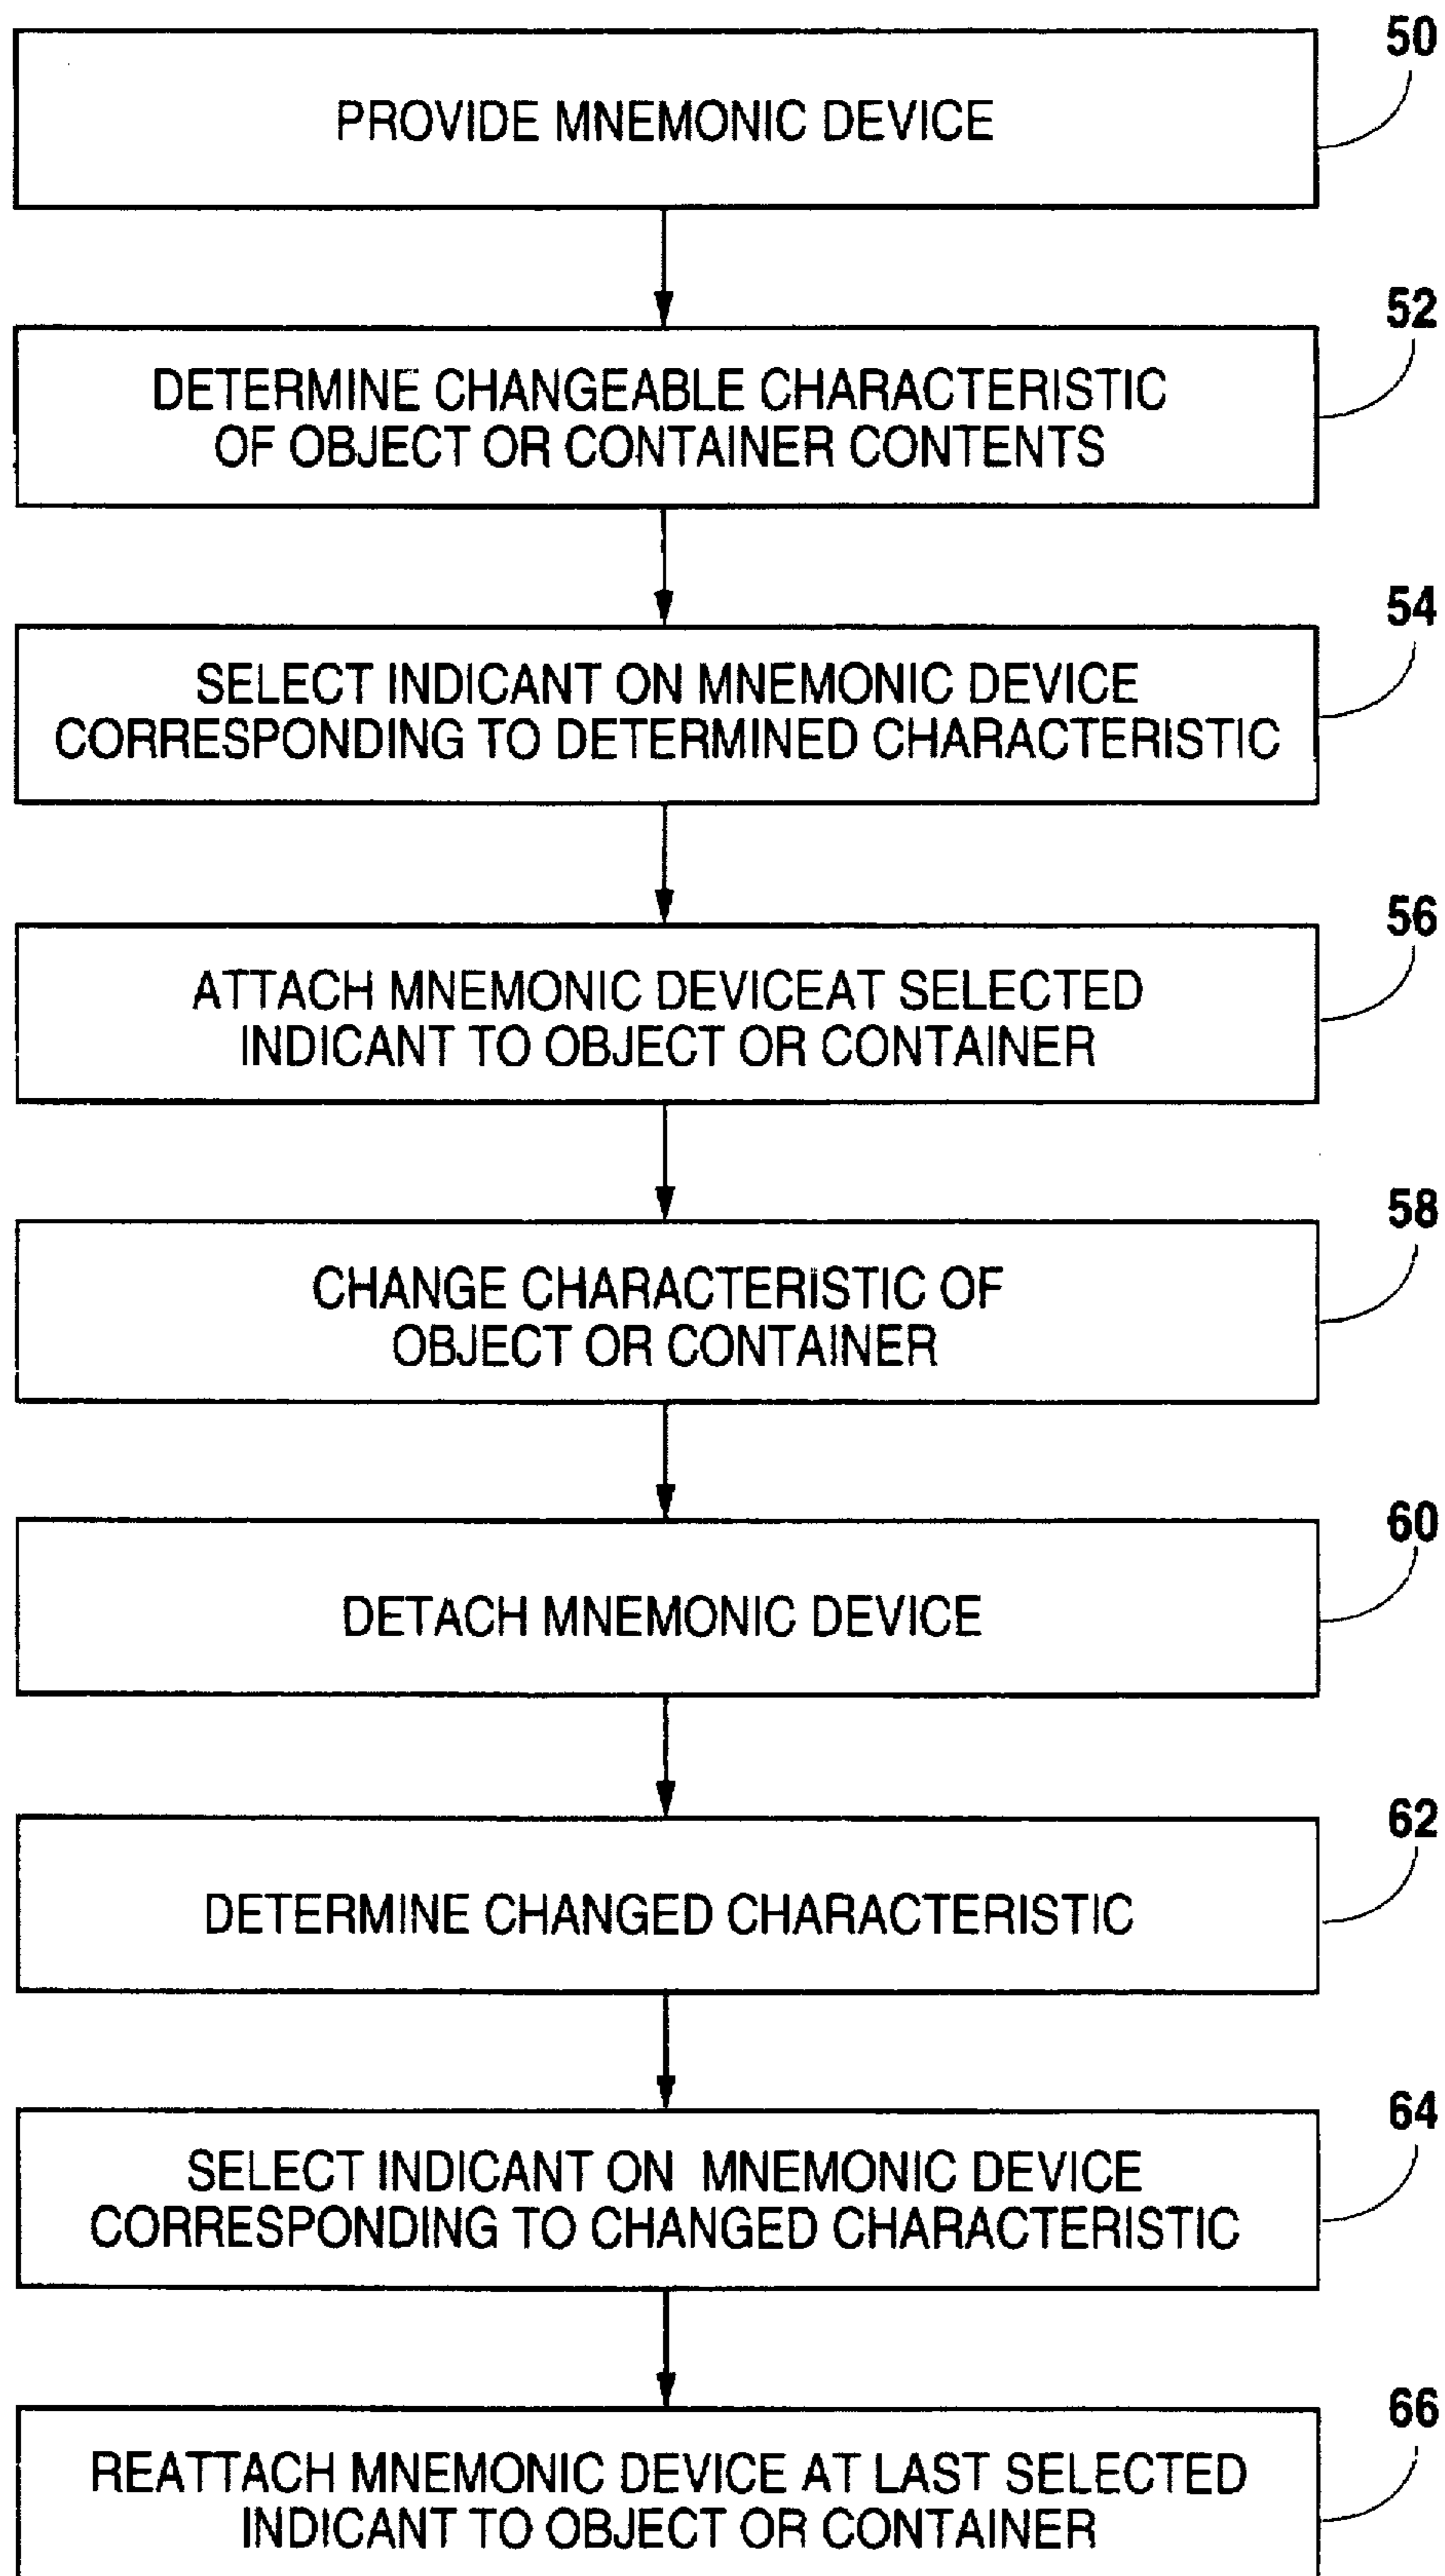 50
PROVIDE MNEMONIC DEVICE
52
DETERMINE CHANGEABLE CHARACTERISTIC
OF OBJECT OR CONTAINER CONTENTS
54
SELECT INDICANT ON MNEMONIC DEVICE
CORRESPONDING TO DETERMINED CHARACTERISTIC
56
ATTACH MNEMONIC DEVICEAT SELECTED
INDICANT TO OBJECT OR CONTAINER
58
CHANGE CHARACTERISTIC OF
OBJECT OR CONTAINER
60
DETACH MNEMONIC DEVICE
62
DETERMINE CHANGED CHARACTERISTIC
64
SELECT INDICANT ON MNEMONIC DEVICE
CORRESPONDING TO CHANGED CHARACTERISTIC
66
REATTACH MNEMONIC DEVICE AT LAST SELECTED
INDICANT TO OBJECT OR CONTAINER